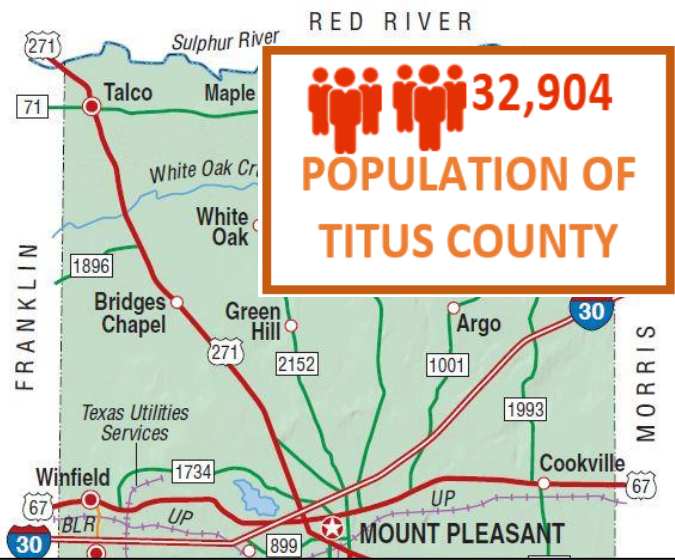 RED RIVER
271
Sulphur River
71
Talco
Maple
32,904
POPULATION OF
TITUS COUNTY
White Oak Cr
White
Oak
FRANKLIN
1896
Bridges
Chapel
Green
Hill
Argo
30
271
2152
1001
MORRIS
1993
Texas Utilities
Services
Winfield
1734
Cookville
67
67
BLR
UP
UP
30
899
MOUNT PLEASANT